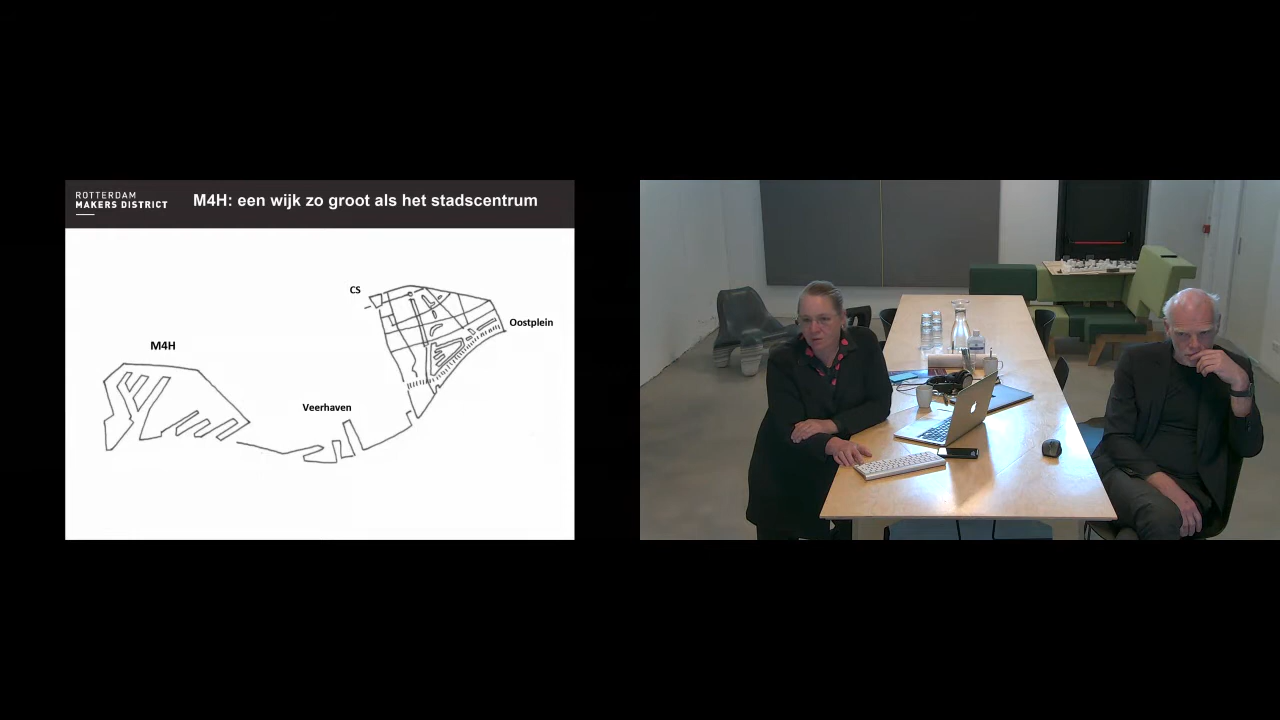 ROTTERDAM
MAKERS DISTRICT
M4H: een wijk zo groot als het stadscentrum
CS
Oostplein
M4H
Veerhaven